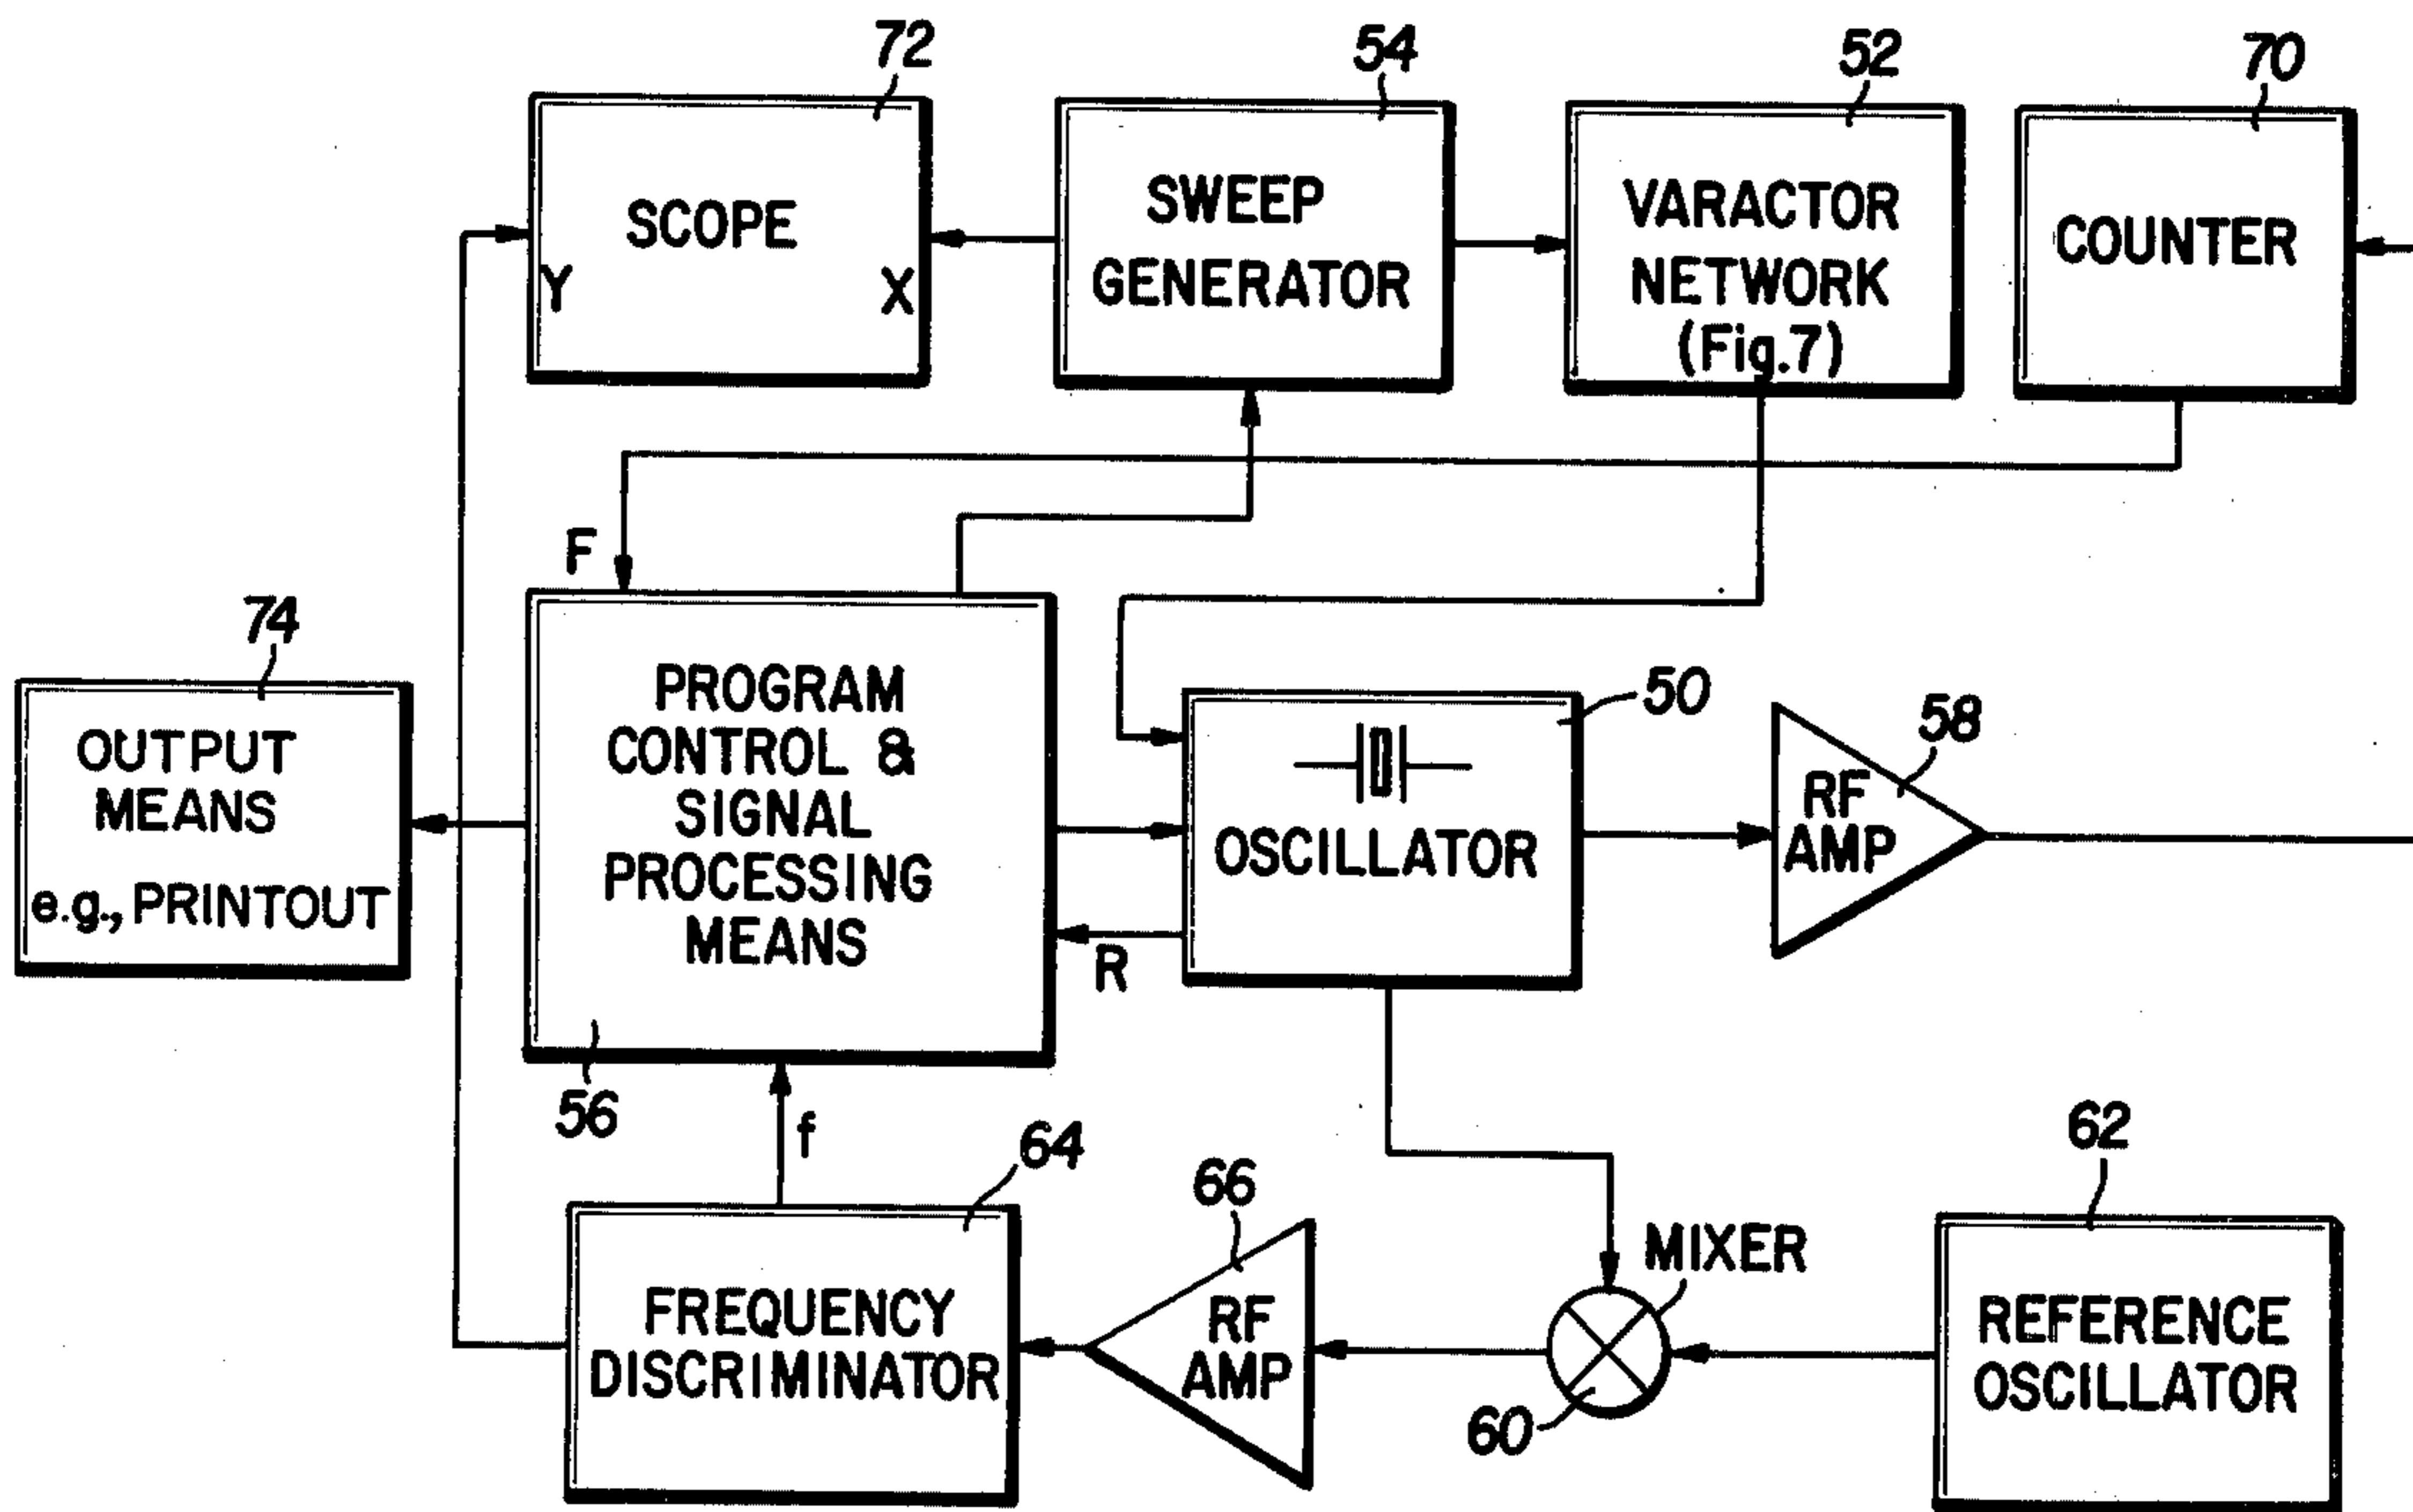 72
54
52
70
SCOPE
Y
X
SWEEP
GENERATOR
VARACTOR
NETWORK
(Fig.7)
COUNTER
F
74
OUTPUT
MEANS
e.g., PRINTOUT
PROGRAM
CONTROL &
SIGNAL
PROCESSING
MEANS
56
R
50
OSCILLATOR
58
RF
AMP
f
64
FREQUENCY
DISCRIMINATOR
66
RF
AMP
MIXER
60
62
REFERENCE
OSCILLATOR